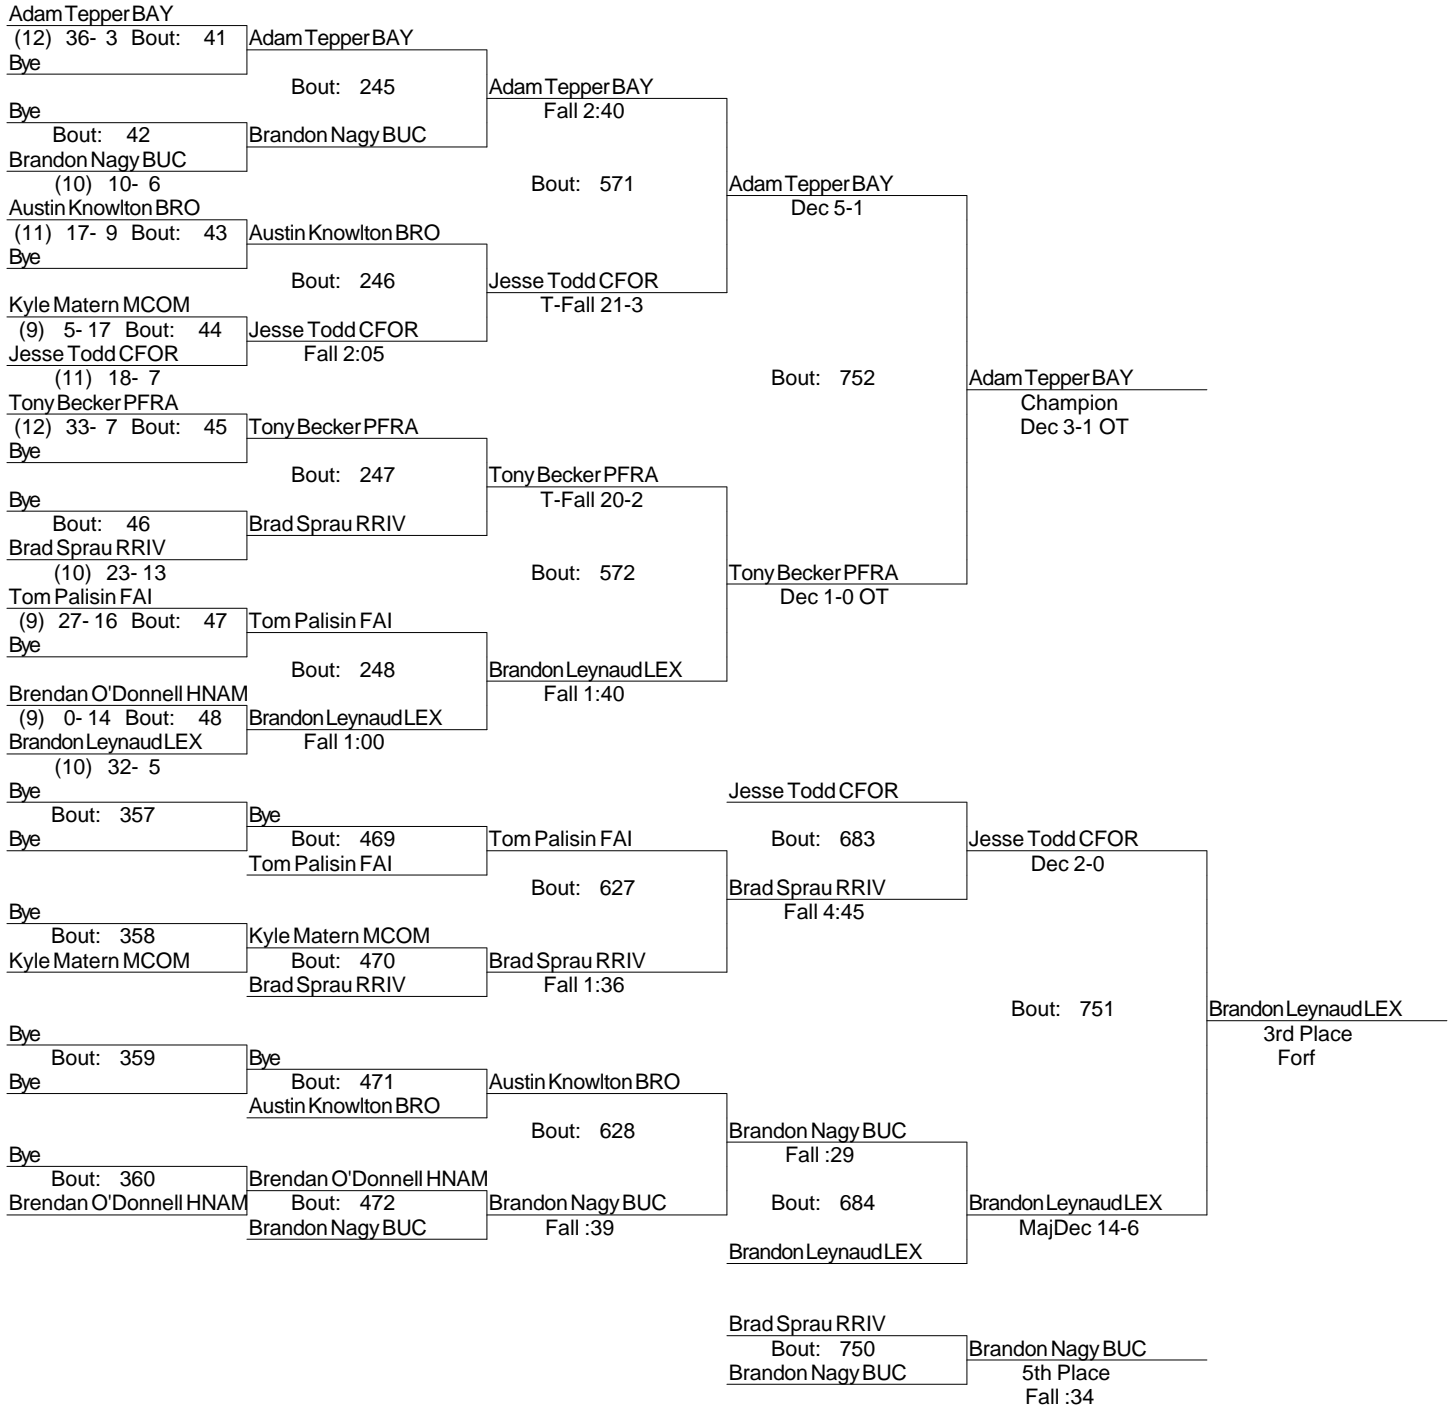 Adam Tepper BAY
(12) 36- 3 Bout: 41 Adam Tepper BAY
Bye
Bout: 245 Adam Tepper BAY
Bye Fall 2:40
Bout: 42 Brandon Nagy BUC
Brandon Nagy BUC
(10) 10- 6 Bout: 571 Adam Tepper BAY
Austin Knowlton BRO Dec 5-1
(11) 17- 9 Bout: 43 Austin Knowlton BRO
Bye
Bout: 246 Jesse Todd CFOR
Kyle Matern MCOM T-Fall 21-3
(9) 5- 17 Bout: 44 Jesse Todd CFOR
Jesse Todd CFOR Fall 2:05
(11) 18- 7 Bout: 752 Adam Tepper BAY
Tony Becker PFRA Champion
(12) 33- 7 Bout: 45 Tony Becker PFRA Dec 3-1 OT
Bye
Bout: 247 Tony Becker PFRA
Bye T-Fall 20-2
Bout: 46 Brad Sprau RRIV
Brad Sprau RRIV
(10) 23- 13 Bout: 572 Tony Becker PFRA
Tom Palisin FAI Dec 1-0 OT
(9) 27- 16 Bout: 47 Tom Palisin FAI
Bye
Bout: 248 Brandon Leynaud LEX
Brendan O'Donnell HNAM Fall 1:40
(9) 0- 14 Bout: 48 Brandon Leynaud LEX
Brandon Leynaud LEX Fall 1:00
(10) 32- 5
Bye Jesse Todd CFOR
Bout: 357 Bye
Bye Bout: 469 Tom Palisin FAI Bout: 683 Jesse Todd CFOR
Tom Palisin FAI Dec 2-0
Bout: 627 Brad Sprau RRIV
Bye Fall 4:45
Bout: 358 Kyle Matern MCOM
Kyle Matern MCOM Bout: 470 Brad Sprau RRIV
Brad Sprau RRIV Fall 1:36
Bout: 751 Brandon Leynaud LEX
Bye 3rd Place
Bout: 359 Bye Forf
Bye Bout: 471 Austin Knowlton BRO
Austin Knowlton BRO
Bout: 628 Brandon Nagy BUC
Bye Fall :29
Bout: 360 Brendan O'Donnell HNAM
Brendan O'Donnell HNAM Bout: 472 Brandon Nagy BUC Bout: 684 Brandon Leynaud LEX
Brandon Nagy BUC Fall :39 MajDec 14-6
Brandon Leynaud LEX
Brad Sprau RRIV
Bout: 750 Brandon Nagy BUC
Brandon Nagy BUC 5th Place
Fall :34